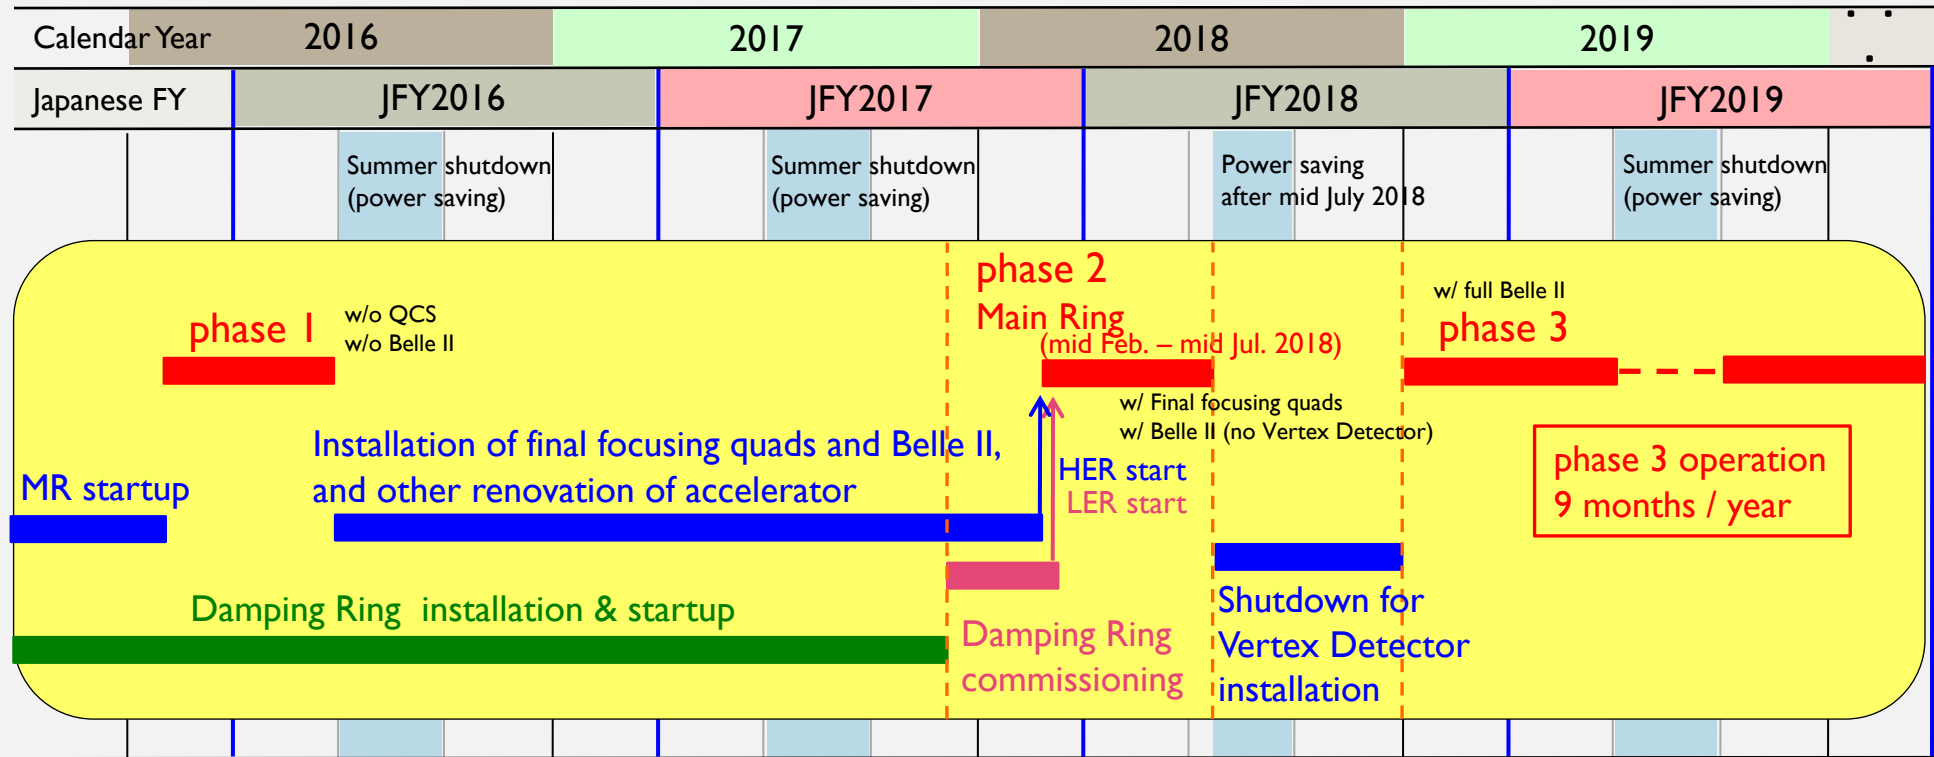 Calendar Year 2016 2017 2018 2019
Japanese FY JFY2016 JFY2017 JFY2018 JFY2019
Summer shutdown
(power saving)
Summer shutdown
(power saving)
Power saving
after mid July 2018
Summer shutdown
(power saving)
phase 1
w/o QCS
w/o Belle II
phase 2
Main Ring
(mid Feb. – mid Jul. 2018)
w/ full Belle II
phase 3
w/ Final focusing quads
w/ Belle II (no Vertex Detector)
MR startup
Installation of final focusing quads and Belle II,
and other renovation of accelerator
HER start
LER start
phase 3 operation
9 months / year
Damping Ring installation & startup
Damping Ring
commissioning
Shutdown for
Vertex Detector
installation